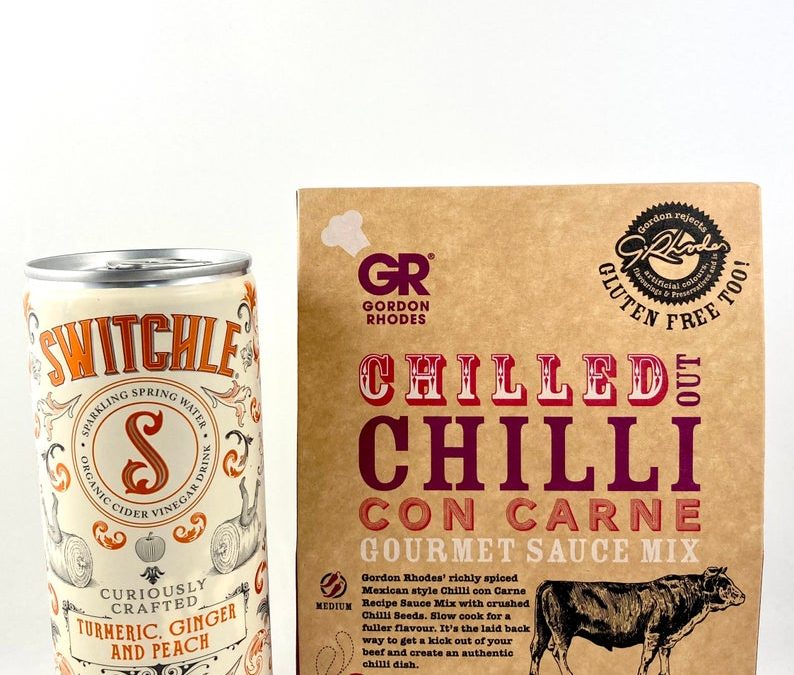 SWITCHLE
SPARKLING SPRING WATER
S
ORGANIC CIDER VINEGAR DRINK
CURIOUSLY
CRAFTED
TURMERIC, GINGER
AND PEACH
GR®
GORDON
RHODES
Gordon rejects
G.Rhodes
artificial colours,
flavourings & Preservatives and is
GLUTEN FREE TOO!
CHILLED
OUT
CHILLI
CON CARNE
GOURMET SAUCE MIX
MEDIUM
Gordon Rhodes' richly spiced
Mexican style Chilli con Carne
Recipe Sauce Mix with crushed
Chilli Seeds. Slow cook for a
fuller flavour. It's the laid back
way to get a kick out of your
beef and create an authentic
chilli dish.